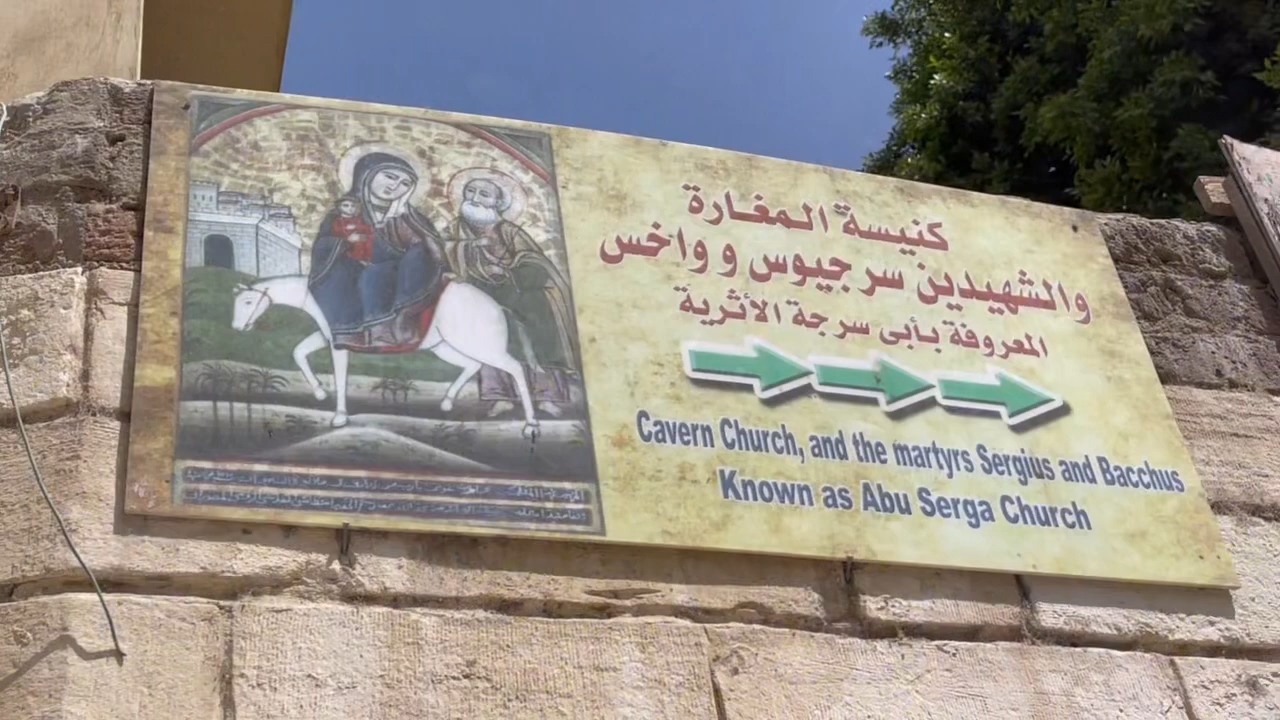 كنيسة المغارة
والشهيدين سرجيوس و واخس
المعروفة بأبى سرجة الأثرية
Cavern Church, and the martyrs Sergius and Bacchus
Known as Abu Serga Church